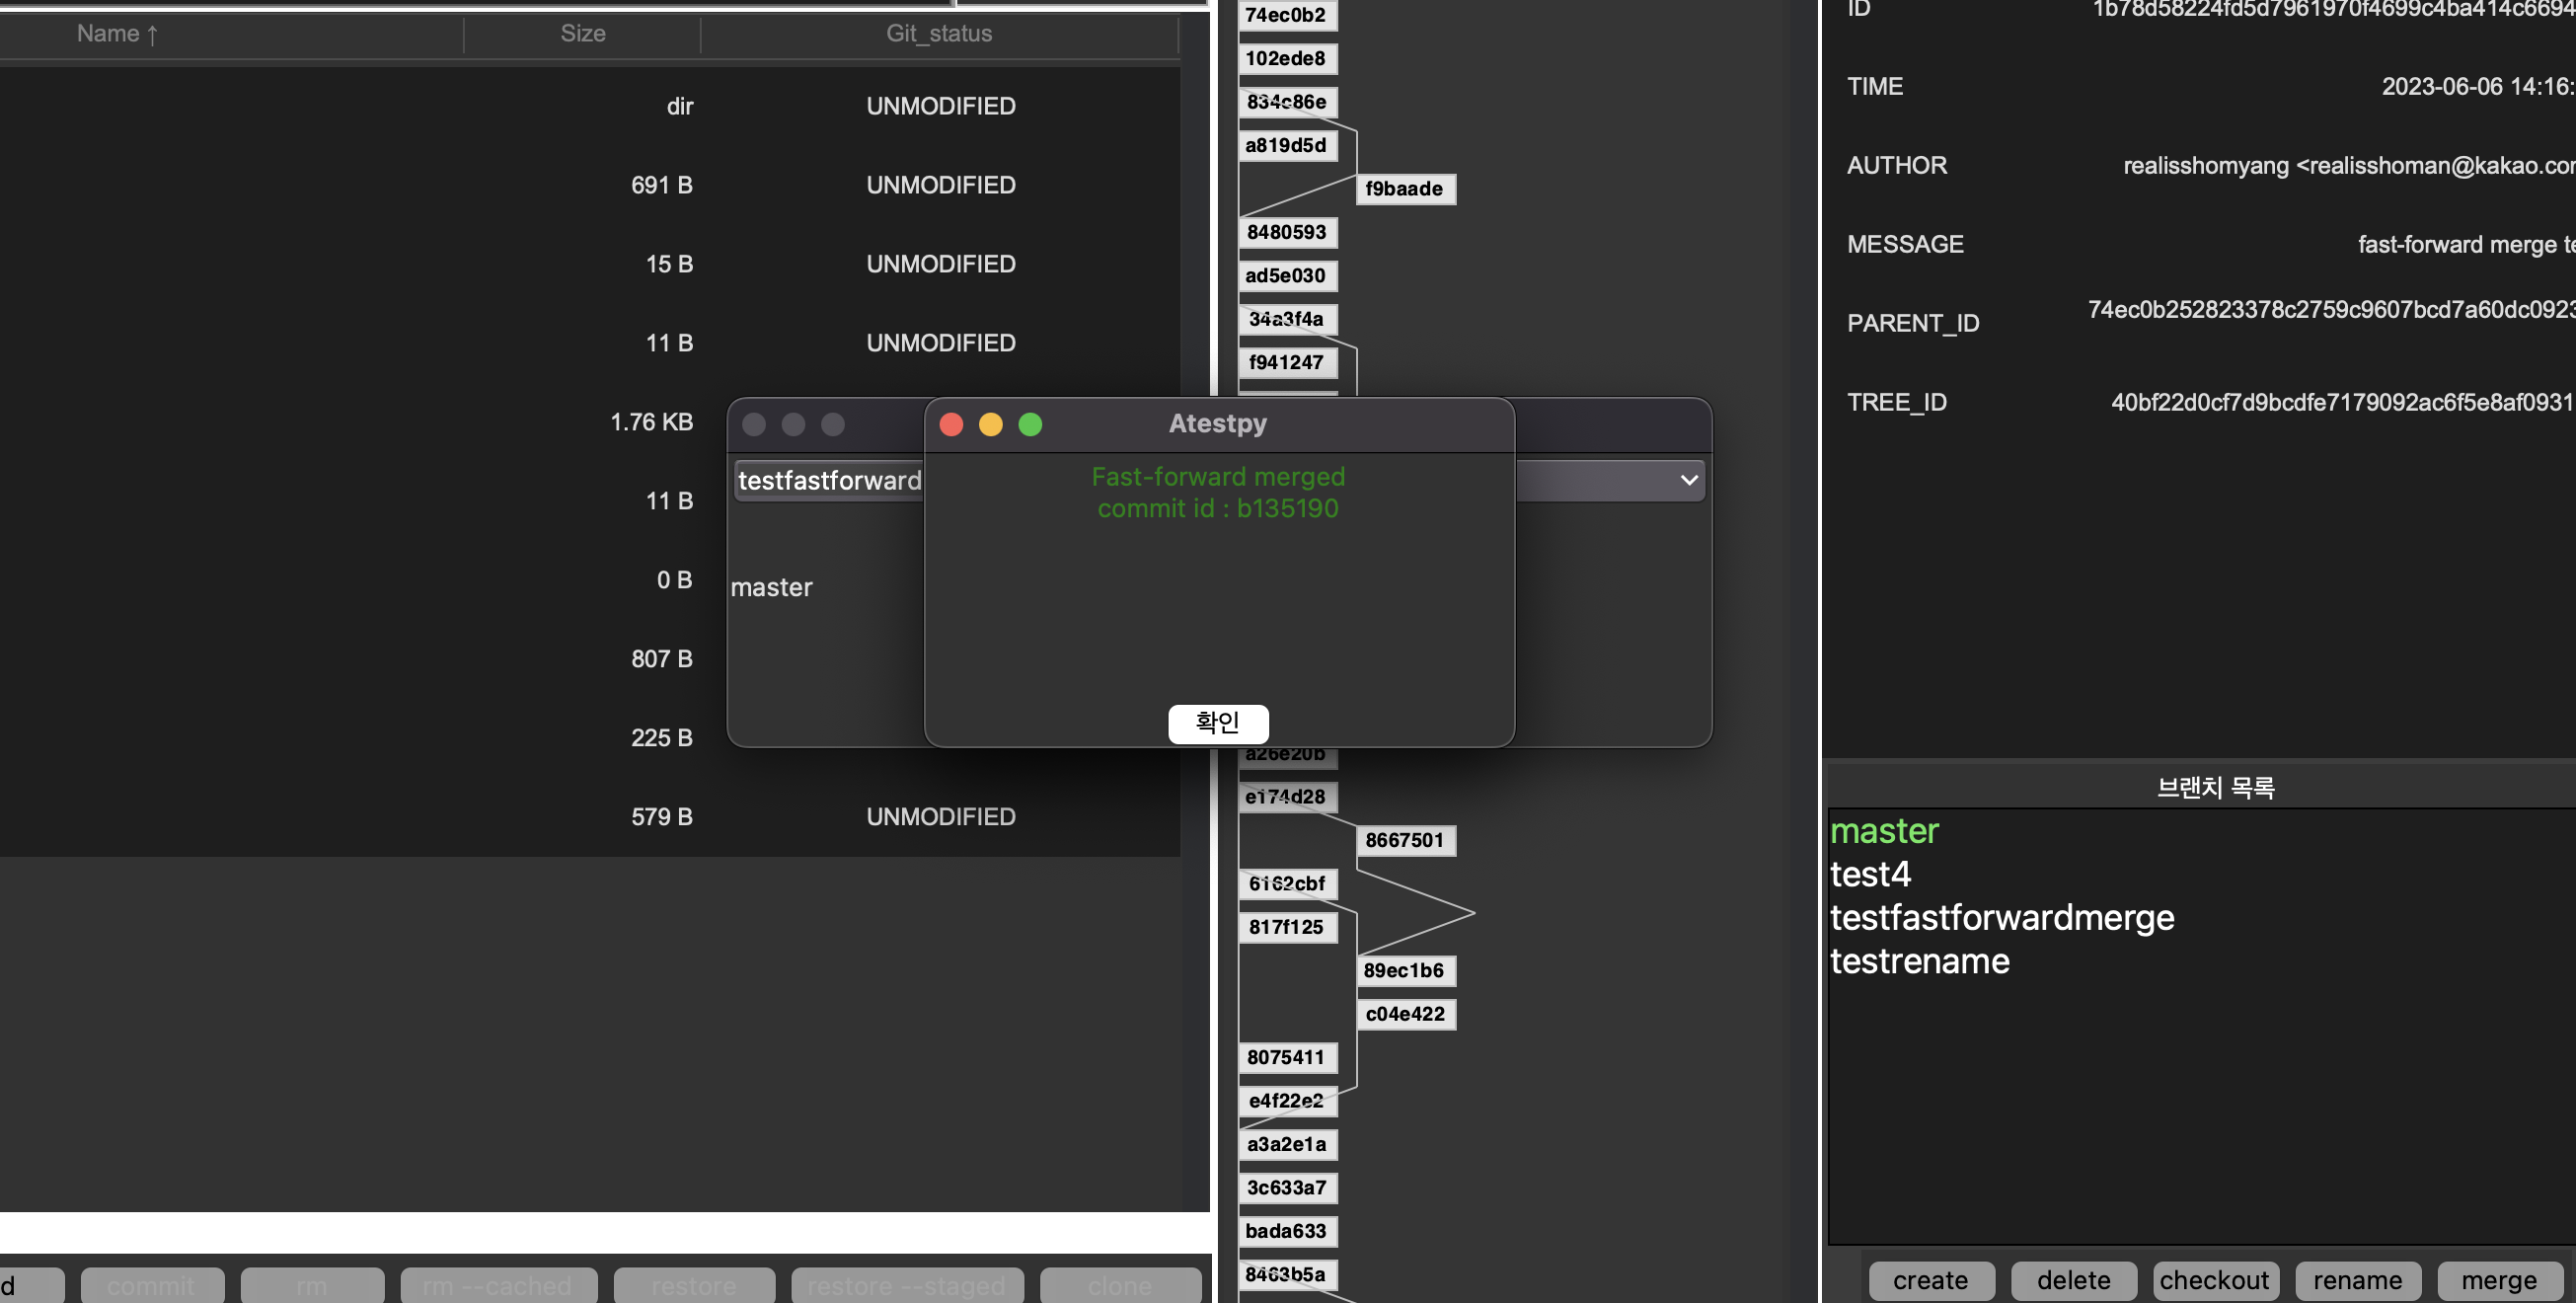 Name ↑ Size Git_status
dir UNMODIFIED
691 B UNMODIFIED
15 B UNMODIFIED
11 B UNMODIFIED
1.76 KB
11 B
0 B
807 B
225 B
579 B UNMODIFIED
d commit rm rm --cached restore restore --staged clone
74ec0b2
102ede8
834c86e
a819d5d
f9baade
8480593
ad5e030
34a3f4a
f941247
a26e20b
e174d28
8667501
6162cbf
817f125
89ec1b6
c04e422
8075411
e4f22e2
a3a2e1a
3c633a7
bada633
8463b5a
testfastforward
master
Atestpy
Fast-forward merged
commit id : b135190
확인
ID 1b78d58224fd5d7961970f4699c4ba414c6694
TIME 2023-06-06 14:16:
AUTHOR realisshomyang <realisshoman@kakao.cor
MESSAGE fast-forward merge te
PARENT_ID 74ec0b252823378c2759c9607bcd7a60dc0923
TREE_ID 40bf22d0cf7d9bcdfe7179092ac6f5e8af0931
브랜치 목록
master
test4
testfastforwardmerge
testrename
create delete checkout rename merge